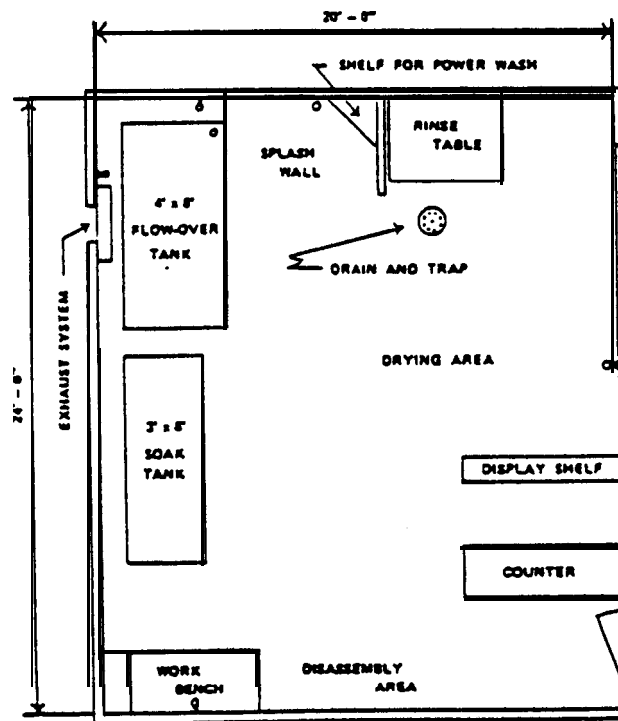 20' - 0"
SHELF FOR POWER WASH
RINSE
TABLE
SPLASH
WALL
4' x 8'
FLOW-OVER
TANK
DRAIN AND TRAP
EXHAUST SYSTEM
24' - 0"
DRYING AREA
3' x 8'
SOAK
TANK
DISPLAY SHELF
COUNTER
WORK
BENCH
DISASSEMBLY
AREA